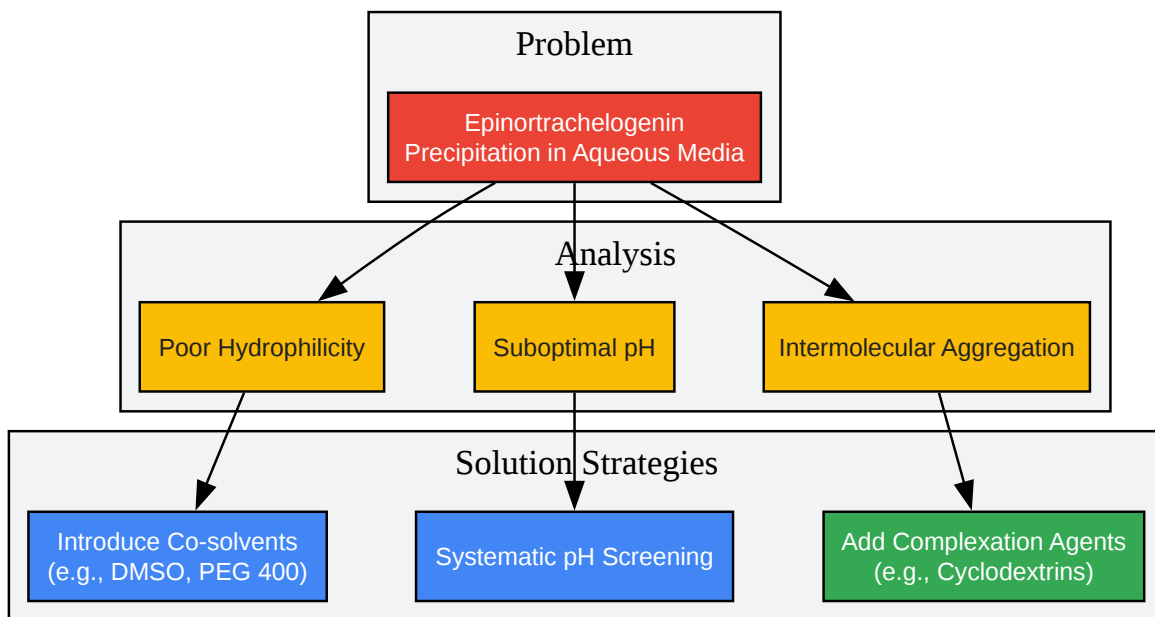 Problem
Epinortrachelogenin
Precipitation in Aqueous Media
Analysis
Poor Hydrophilicity
Suboptimal pH
Intermolecular Aggregation
Solution Strategies
Introduce Co-solvents
(e.g., DMSO, PEG 400)
Systematic pH Screening
Add Complexation Agents
(e.g., Cyclodextrins)